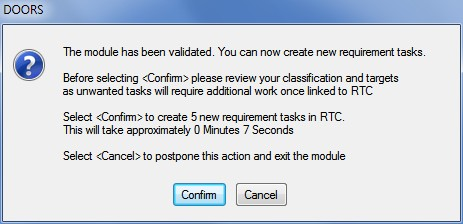 DOORS
The module has been validated. You can now create new requirement tasks.
Before selecting <Confirm> please review your classification and targets
as unwanted tasks will require additional work once linked to RTC
Select <Confirm> to create 5 new requirement tasks in RTC.
This will take approximately 0 Minutes 7 Seconds
Select <Cancel> to postpone this action and exit the module
Confirm Cancel